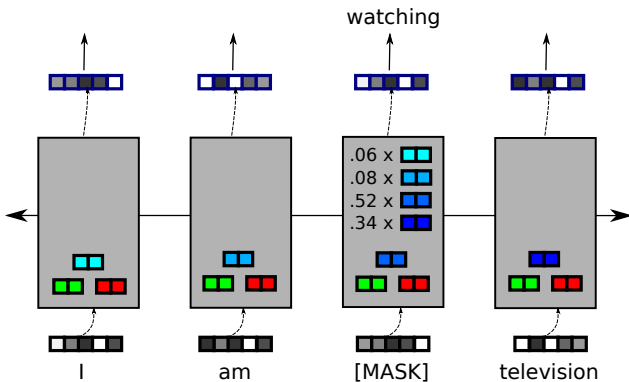 watching
.06 x
.08 x
.52 x
.34 x
I am [MASK] television